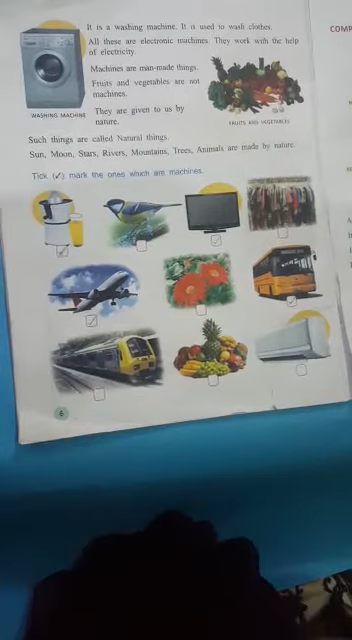 It is a washing machine. It is used to wash clothes.
All these are electronic machines. They work with the help
of electricity.
Machines are man-made things.
Fruits and vegetables are not
machines.
They are given to us by
nature.
WASHING MACHINE
FRUITS AND VEGETABLES
Such things are called Natural things.
Sun, Moon, Stars, Rivers, Mountains, Trees, Animals are made by nature.
Tick (✓) mark the ones which are machines.
6
COMP